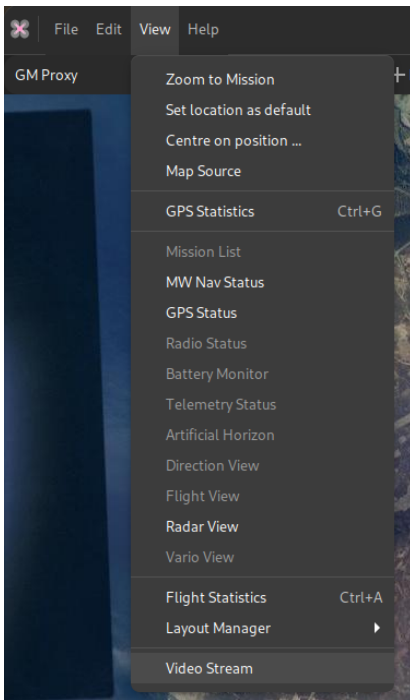 File Edit View Help
GM Proxy
Zoom to Mission
Set location as default
Centre on position ...
Map Source
GPS Statistics Ctrl+G
Mission List
MW Nav Status
GPS Status
Radio Status
Battery Monitor
Telemetry Status
Artificial Horizon
Direction View
Flight View
Radar View
Vario View
Flight Statistics Ctrl+A
Layout Manager
Video Stream